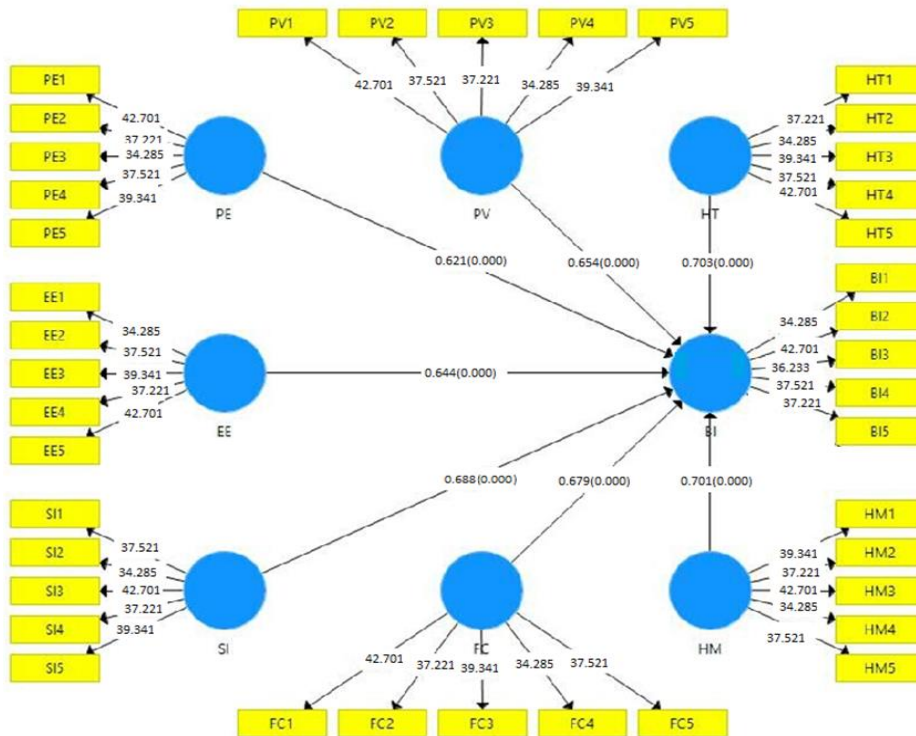 PV1
PV2
PV3
PV4
PV5
42.701
37.521
37.221
34.285
39.341
PV
PE1
PE2
PE3
PE4
PE5
42.701
37.221
34.285
37.521
39.341
PE
HT1
HT2
HT3
HT4
HT5
37.221
34.285
39.341
37.521
42.701
HT
0.621(0.000)
0.654(0.000)
0.703(0.000)
EE1
EE2
EE3
EE4
EE5
34.285
37.521
39.341
37.221
42.701
EE
0.644(0.000)
BI1
BI2
BI3
BI4
BI5
34.285
42.701
36.233
37.521
37.221
BI
0.688(0.000)
0.679(0.000)
0.701(0.000)
SI1
SI2
SI3
SI4
SI5
37.521
34.285
42.701
37.221
39.341
SI
FC
42.701
37.221
39.341
34.285
37.521
FC1
FC2
FC3
FC4
FC5
HM1
HM2
HM3
HM4
HM5
39.341
37.221
42.701
34.285
37.521
HM